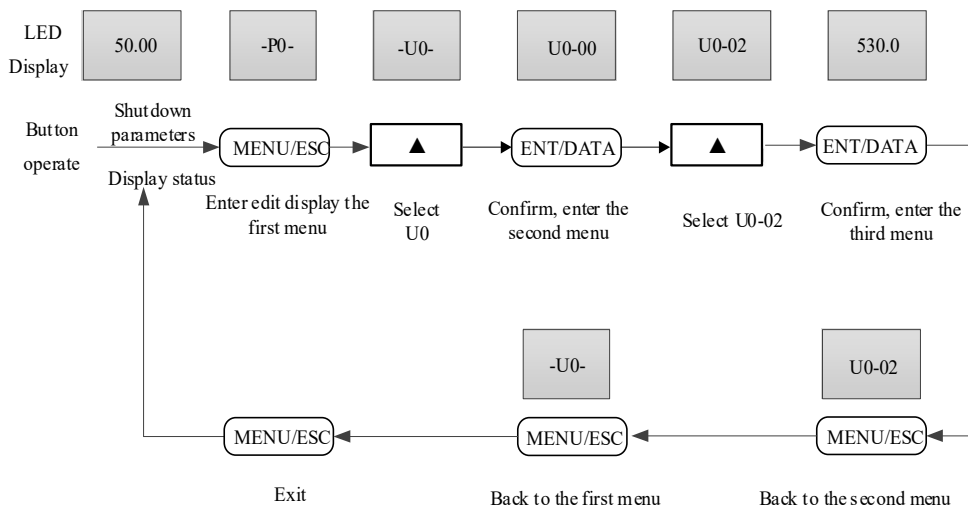 LED
Display
50.00
-P0-
-U0-
U0-00
U0-02
530.0
Button
operate
Shutdown
parameters
Display status
MENU/ESC
▲
ENT/DATA
▲
ENT/DATA
Enter edit display the
first menu
Select
U0
Confirm, enter the
second menu
Select U0-02
Confirm, enter the
third menu
-U0-
U0-02
MENU/ESC
MENU/ESC
MENU/ESC
Exit
Back to the first menu
Back to the second menu